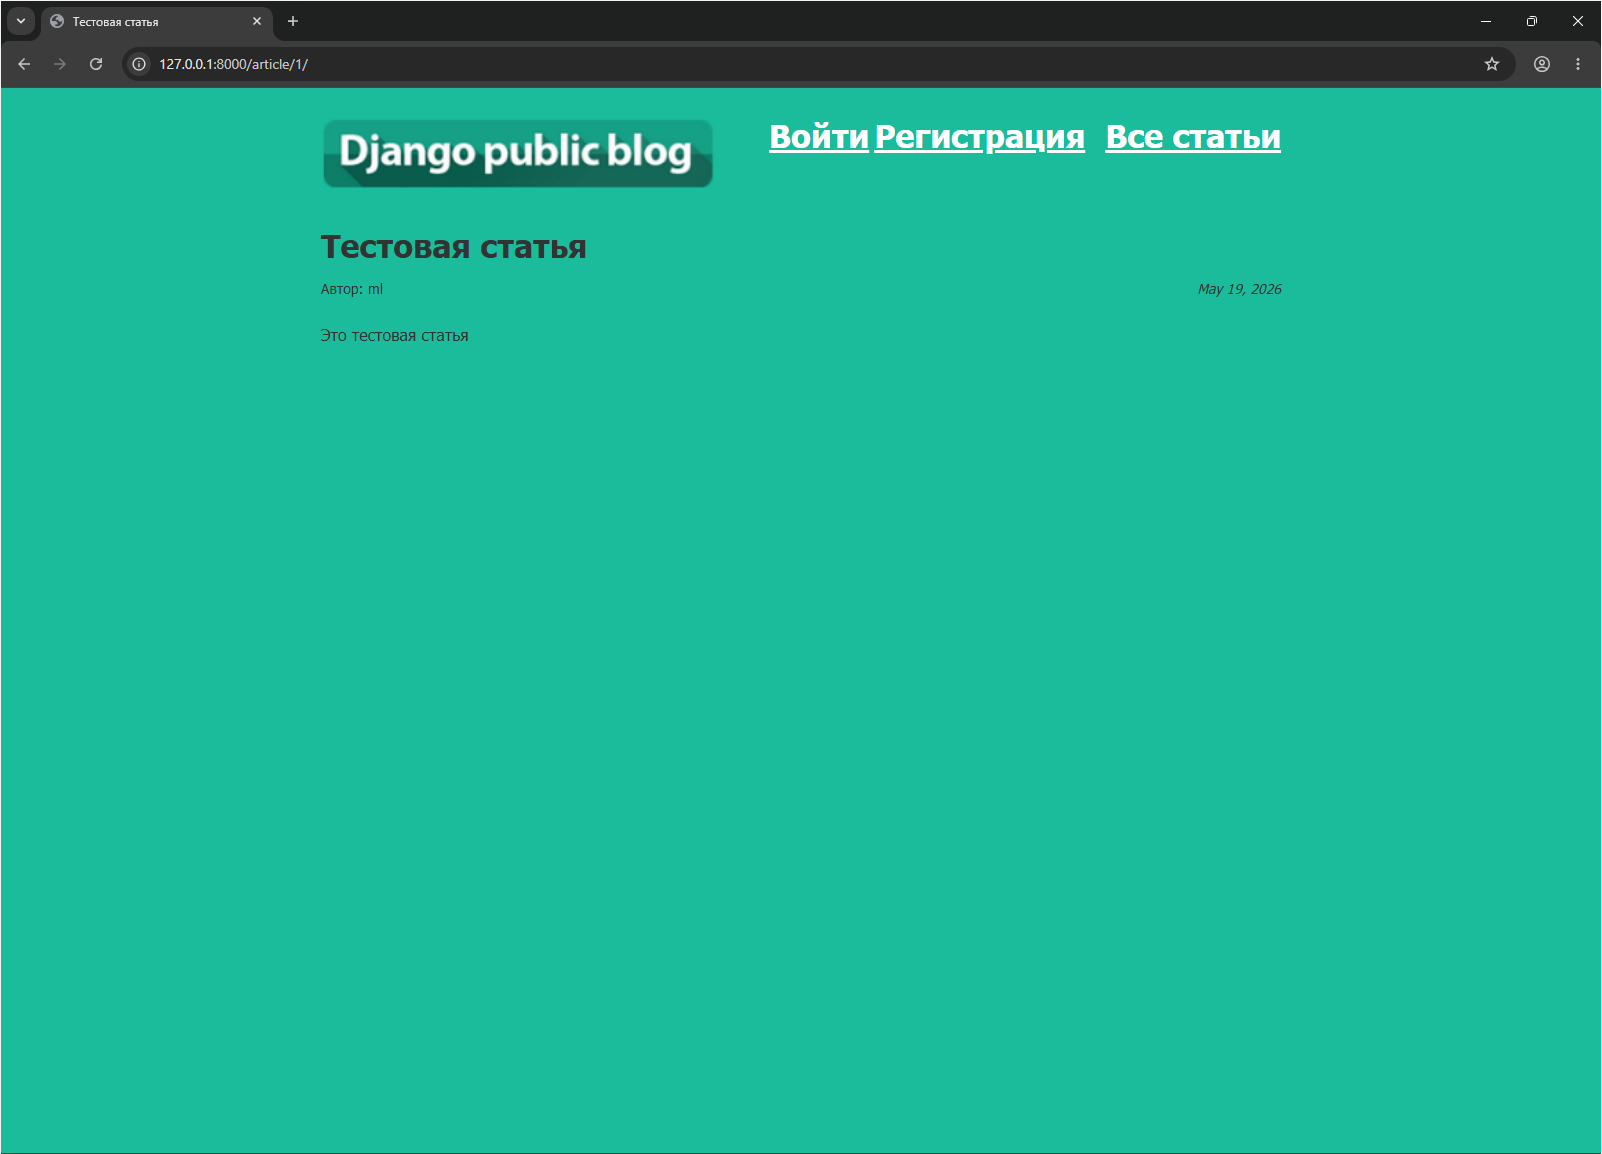 Тестовая статья
127.0.0.1:8000/article/1/
Django public blog
Войти Регистрация Все статьи
Тестовая статья
Автор: ml May 19, 2026
Это тестовая статья